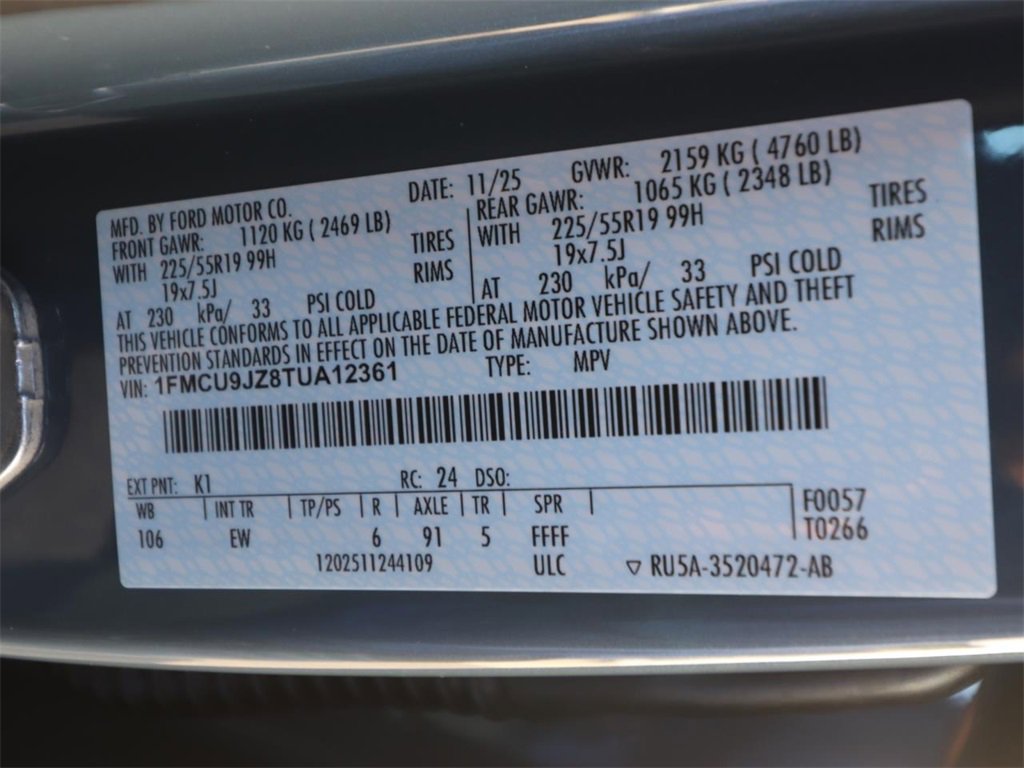 MFD. BY FORD MOTOR CO. DATE: 11/25 GVWR: 2159 KG ( 4760 LB)
FRONT GAWR: 1120 KG ( 2469 LB) REAR GAWR: 1065 KG ( 2348 LB)
WITH 225/55R19 99H TIRES WITH 225/55R19 99H TIRES
19x7.5J RIMS 19x7.5J RIMS
AT 230 kPa/ 33 PSI COLD AT 230 kPa/ 33 PSI COLD
THIS VEHICLE CONFORMS TO ALL APPLICABLE FEDERAL MOTOR VEHICLE SAFETY AND THEFT
PREVENTION STANDARDS IN EFFECT ON THE DATE OF MANUFACTURE SHOWN ABOVE.
VIN: 1FMCU9JZ8TUA12361 TYPE: MPV
EXT PNT: K1 RC: 24 DSO:
WB INT TR TP/PS R AXLE TR SPR F0057
106 EW 6 91 5 FFFF T0266
1202511244109 ULC ▽ RU5A-3520472-AB